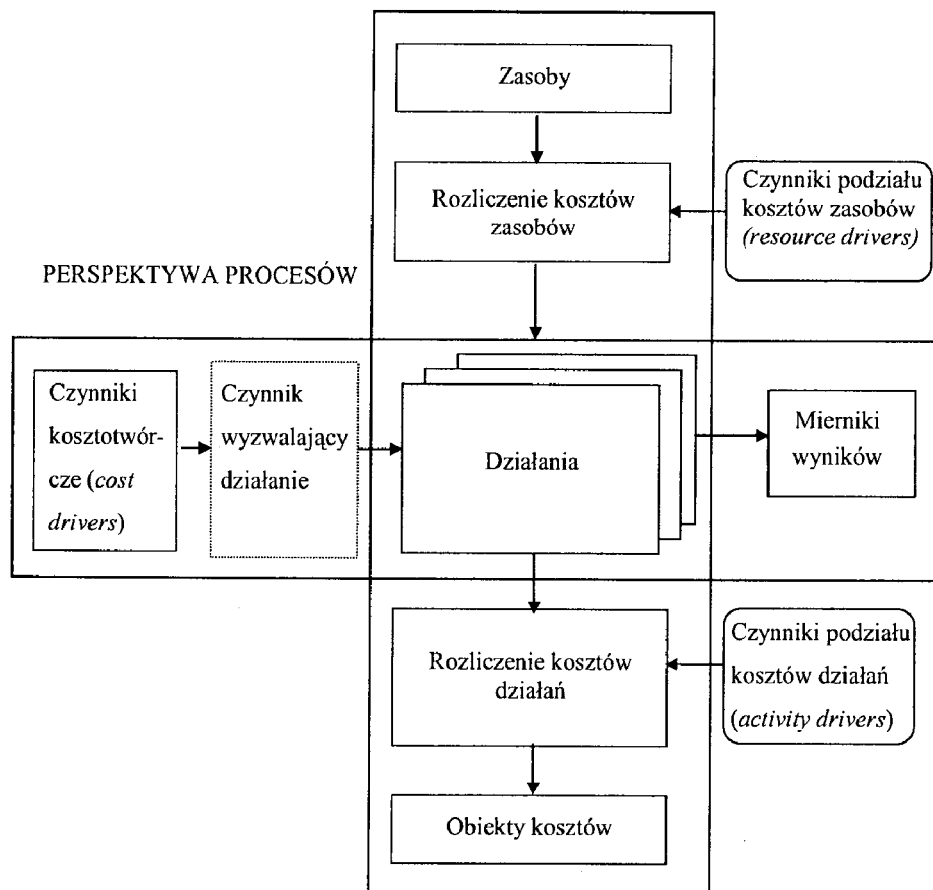 Zasoby
Rozliczenie kosztów
zasobów
Czynniki podziału
kosztów zasobów
(resource drivers)
PERSPEKTYWA PROCESÓW
Czynniki
kosztotwór-
cze (cost
drivers)
Czynnik
wyzwalający
działanie
Działania
Mierniki
wyników
Rozliczenie kosztów
działań
Czynniki podziału
kosztów działań
(activity drivers)
Obiekty kosztów